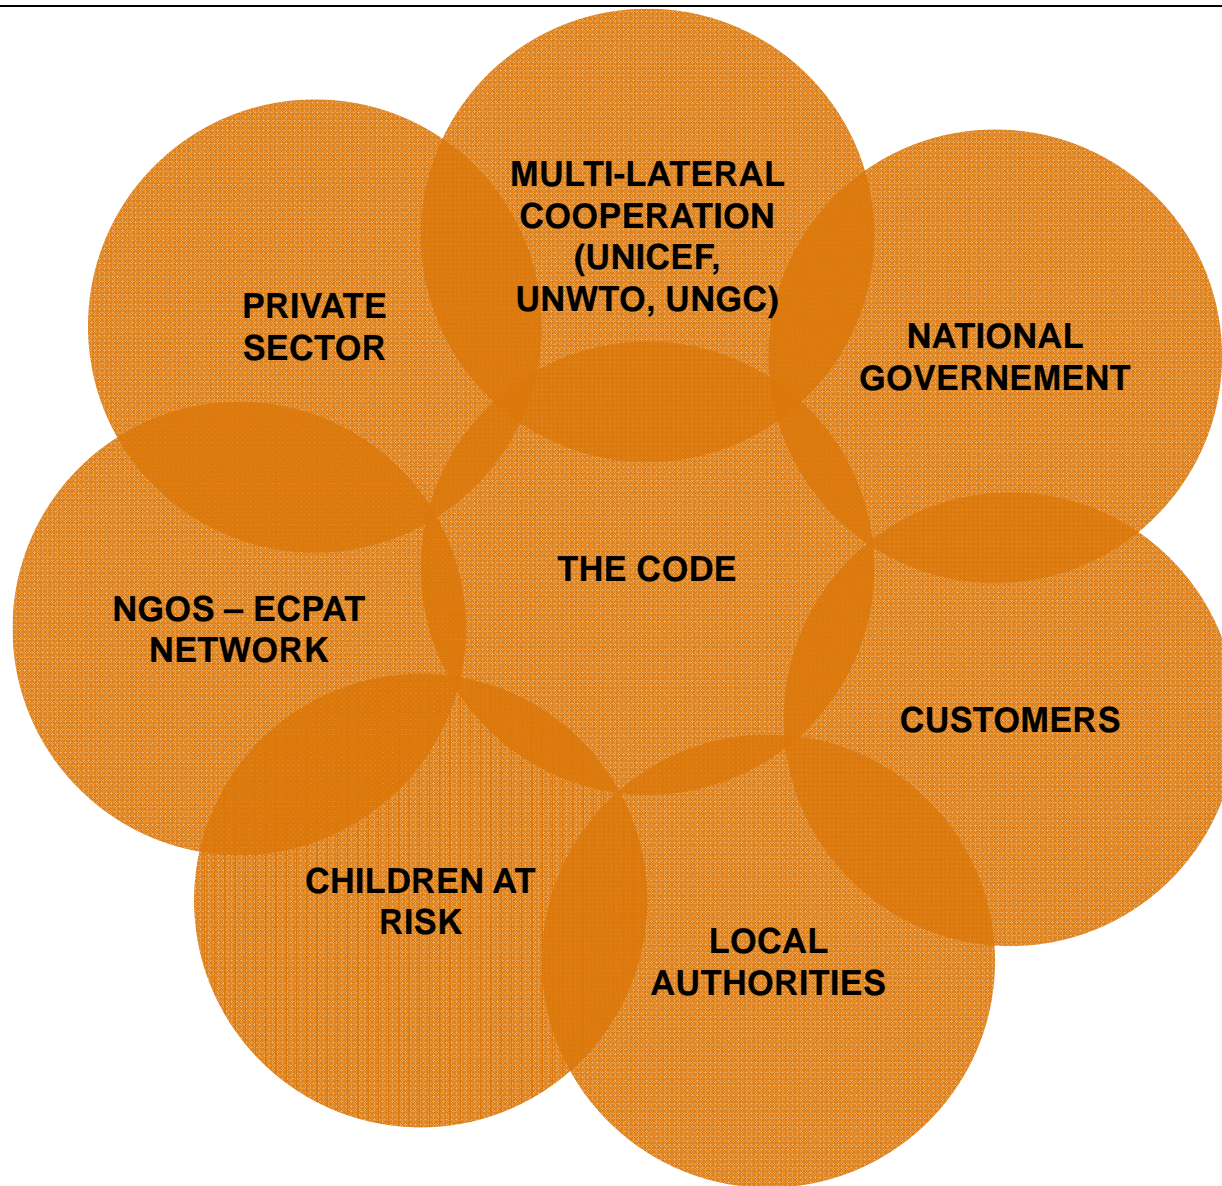 MULTI-LATERAL
COOPERATION
(UNICEF,
UNWTO, UNGC)
PRIVATE
SECTOR
NATIONAL
GOVERNEMENT
THE CODE
NGOS – ECPAT
NETWORK
CUSTOMERS
CHILDREN AT
RISK
LOCAL
AUTHORITIES